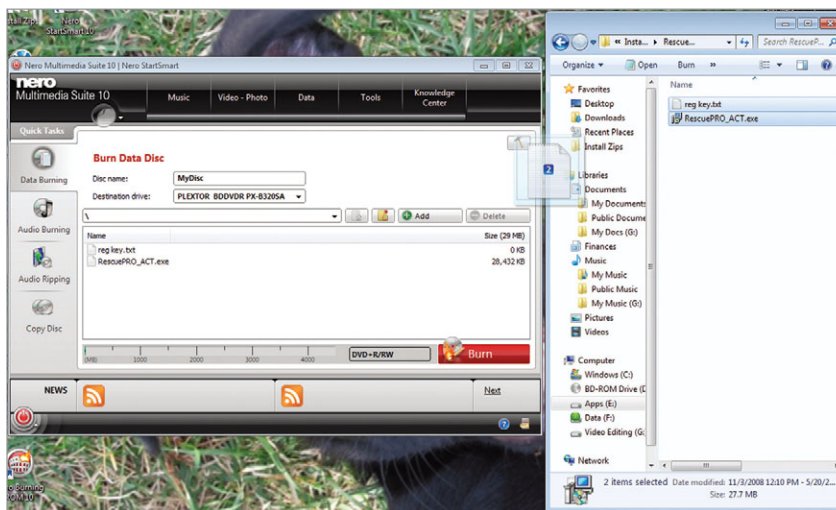 tall Zips
Nero
StartSmart 10
Nero Multimedia Suite 10 | Nero StartSmart
nero
Multimedia Suite 10
Music
Video - Photo
Data
Tools
Knowledge
Center
Quick Tasks
Data Burning
Audio Burning
Audio Ripping
Copy Disc
Burn Data Disc
Disc name:
MyDisc
Destination drive:
PLEXTOR BDDVDR PX-B320SA
\
Add
Delete
Name
Size (29 MB)
reg key.txt
0 KB
RescuePRO_ACT.exe
28,432 KB
(MB)
1000
2000
3000
4000
DVD+R/RW
Burn
NEWS
Next
o Burning
ROM 10
« Insta...
Rescue...
Search RescueP...
Organize
Open
Burn
»
Favorites
Desktop
Downloads
Recent Places
Install Zips
Libraries
Documents
My Documents
Public Docume
My Docs (G:)
Finances
Music
My Music
Public Music
My Music (G:)
Pictures
Videos
Computer
Windows (C:)
BD-ROM Drive (D
Apps (E:)
Data (F:)
Video Editing (G:
Network
Name
reg key.txt
RescuePRO_ACT.exe
2
2 items selected
Date modified: 11/3/2008 12:10 PM - 5/20/2...
Size: 27.7 MB